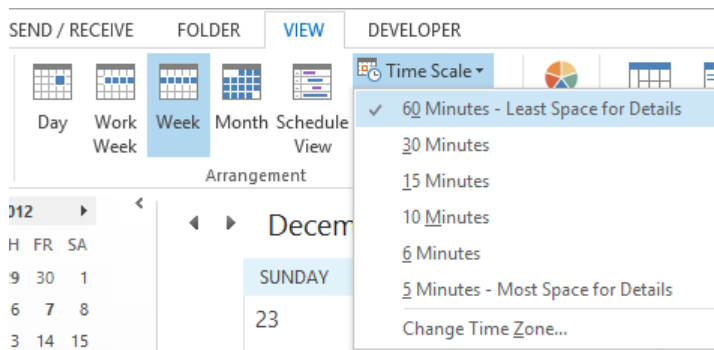 SEND / RECEIVE FOLDER VIEW DEVELOPER
Time Scale
Day Work Week Week Month Schedule View
Arrangement
60 Minutes - Least Space for Details
30 Minutes
15 Minutes
10 Minutes
6 Minutes
5 Minutes - Most Space for Details
Change Time Zone...
012
H FR SA
9 30 1
6 7 8
3 14 15
Decem
SUNDAY
23